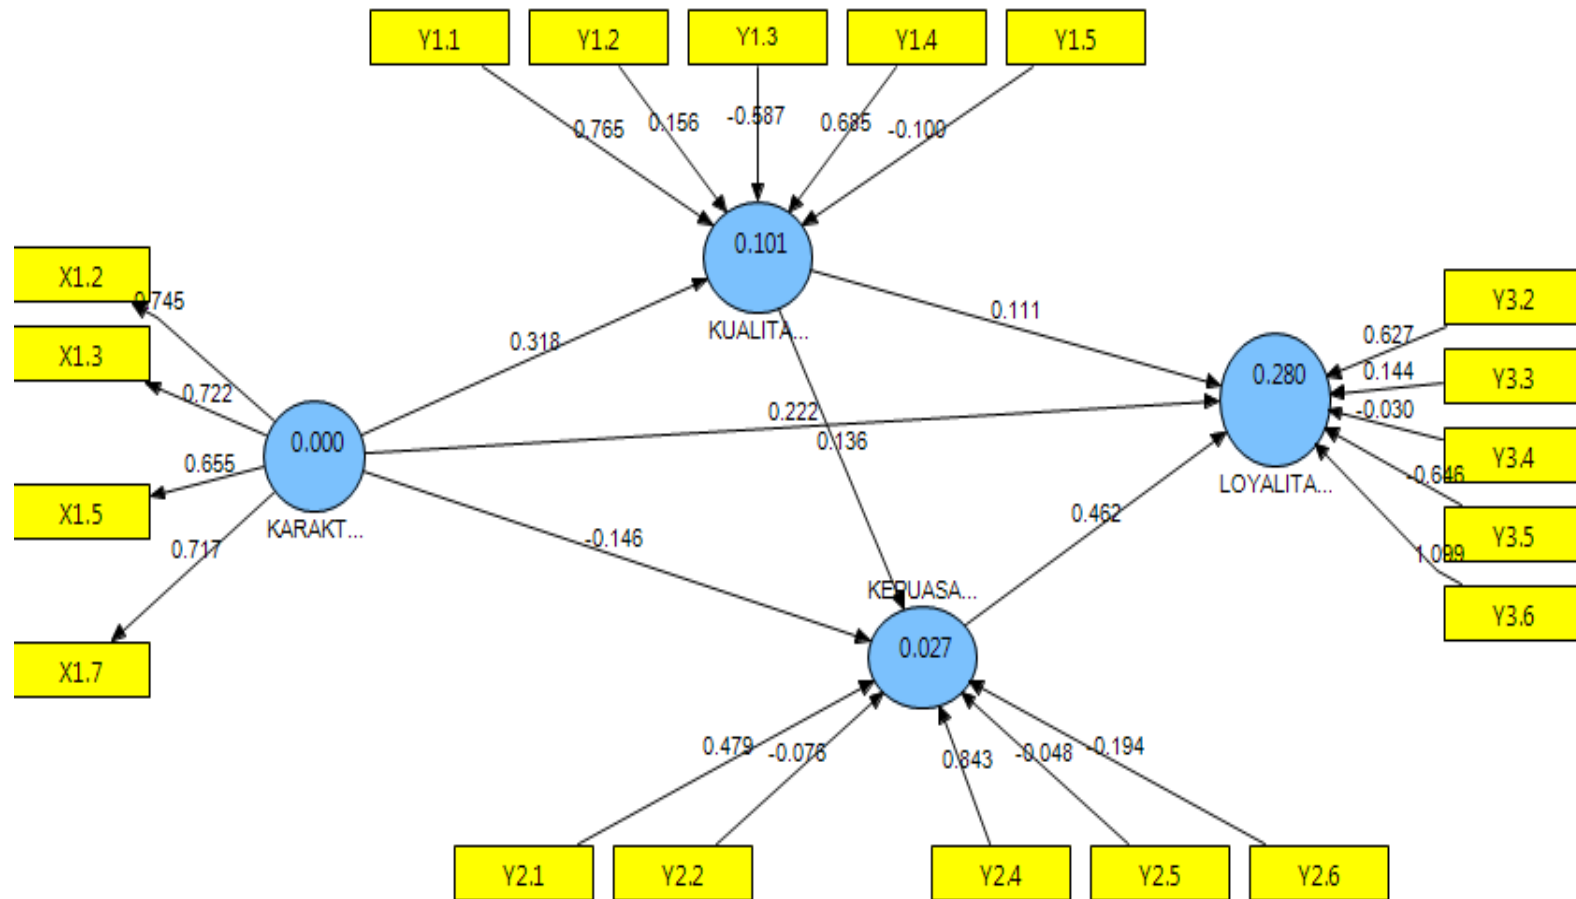 Y1.1 Y1.2 Y1.3 Y1.4 Y1.5
0.765 0.156 -0.587 0.685 -0.100
0.101
KUALITA...
X1.2
0.745
X1.3
0.722
0.655
X1.5
0.717
X1.7
0.000
KARAKT...
0.318
0.111
0.222
0.136
-0.146
0.462
0.280
LOYALITA...
Y3.2
0.627
Y3.3
0.144
-0.030
Y3.4
-0.646
Y3.5
1.099
Y3.6
KEPUASA...
0.027
0.479 -0.076 0.843 -0.048 -0.194
Y2.1 Y2.2 Y2.4 Y2.5 Y2.6